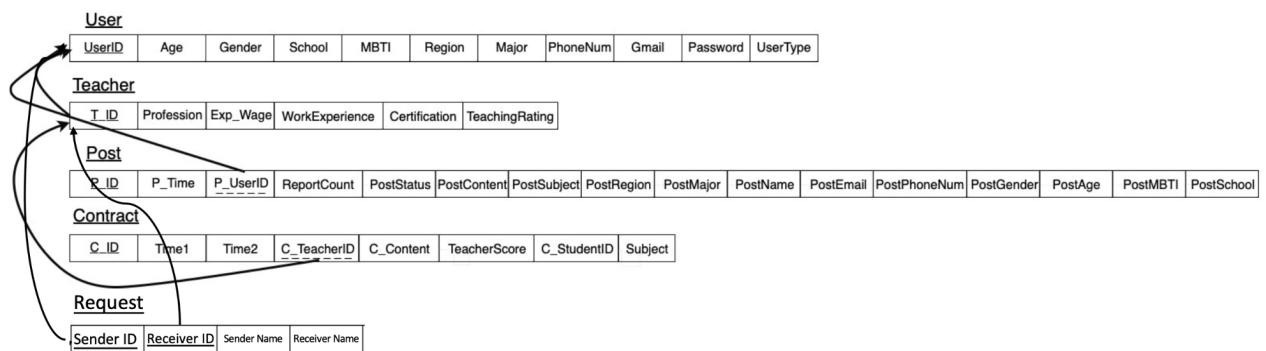 User
UserID Age Gender School MBTI Region Major PhoneNum Gmail Password UserType
Teacher
T_ID Profession Exp_Wage WorkExperience Certification TeachingRating
Post
P_ID P_Time P_UserID ReportCount PostStatus PostContent PostSubject PostRegion PostMajor PostName PostEmail PostPhoneNum PostGender PostAge PostMBTI PostSchool
Contract
C_ID Time1 Time2 C_TeacherID C_Content TeacherScore C_StudentID Subject
Request
Sender ID Receiver ID Sender Name Receiver Name